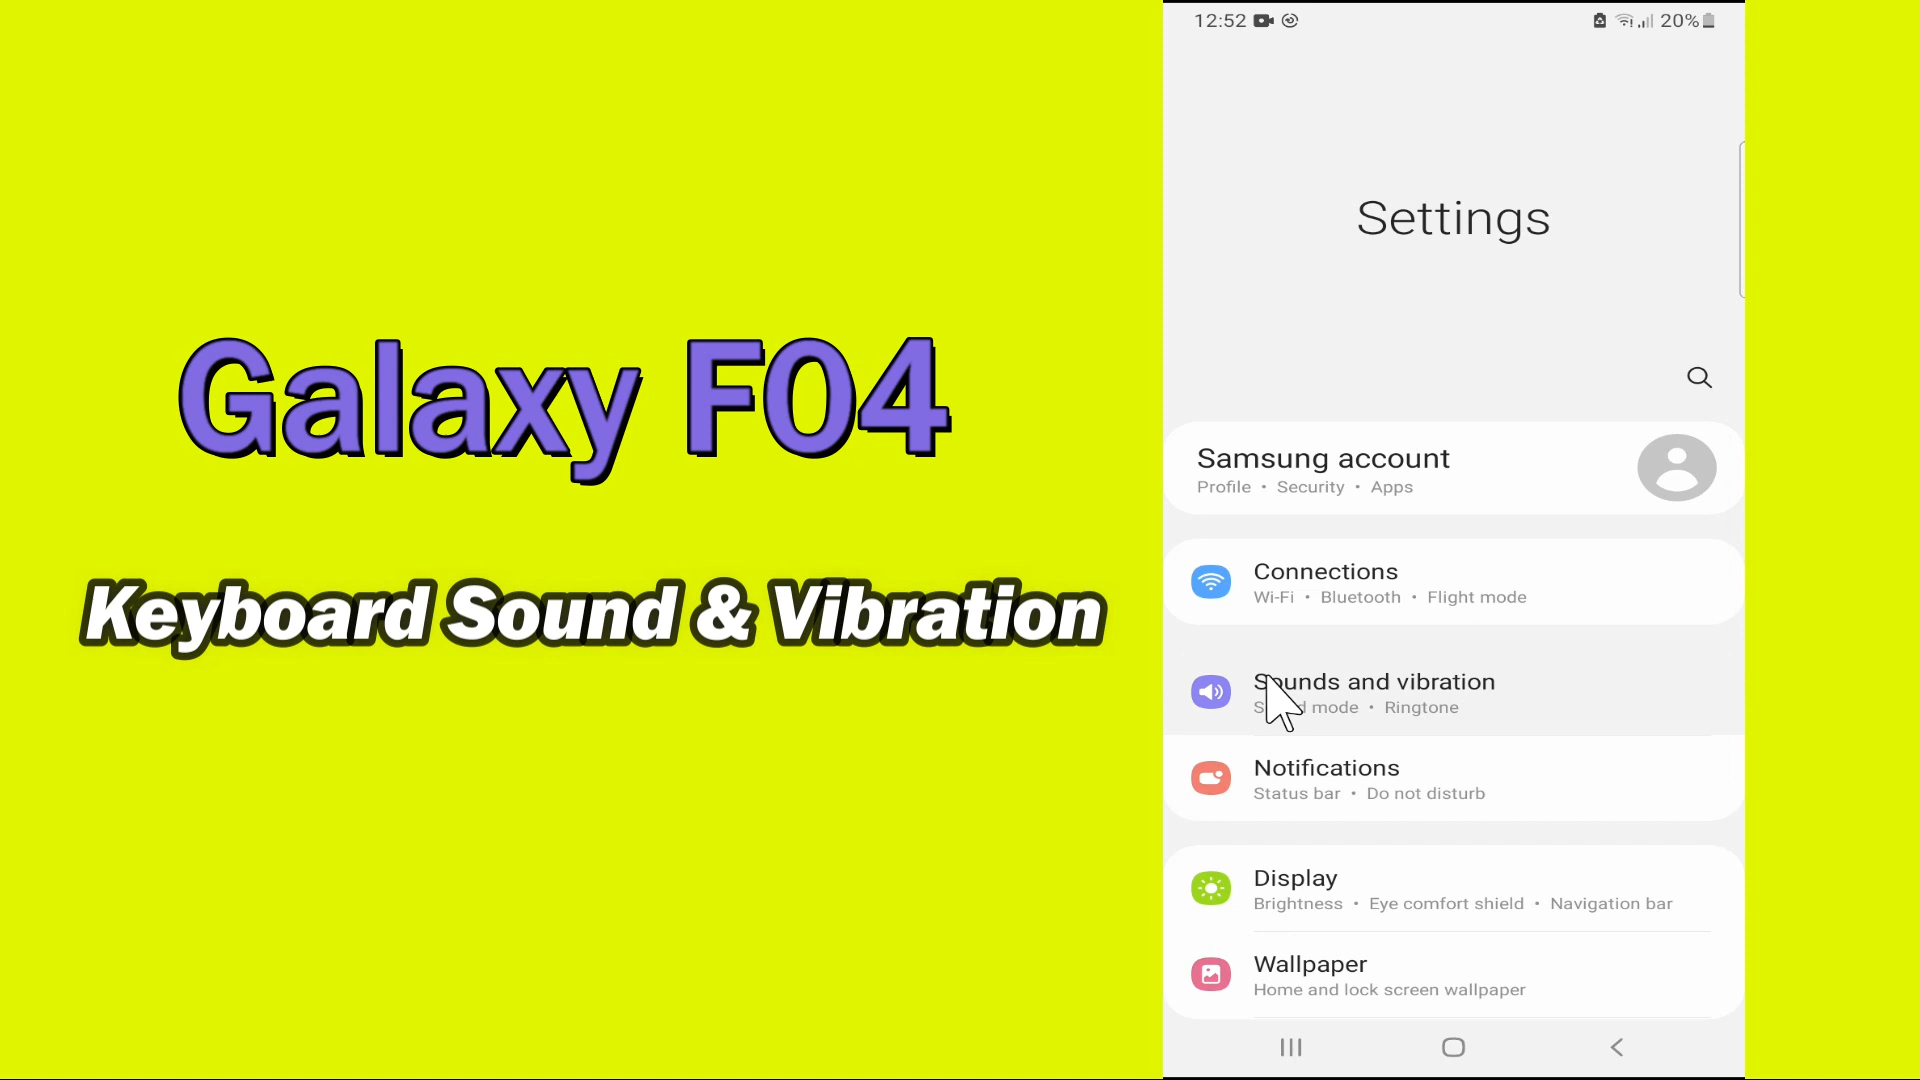 Galaxy F04
Keyboard Sound & Vibration
12:52
20%
Settings
Samsung account
Profile • Security • Apps
Connections
Wi-Fi • Bluetooth • Flight mode
Sounds and vibration
Sound mode • Ringtone
Notifications
Status bar • Do not disturb
Display
Brightness • Eye comfort shield • Navigation bar
Wallpaper
Home and lock screen wallpaper